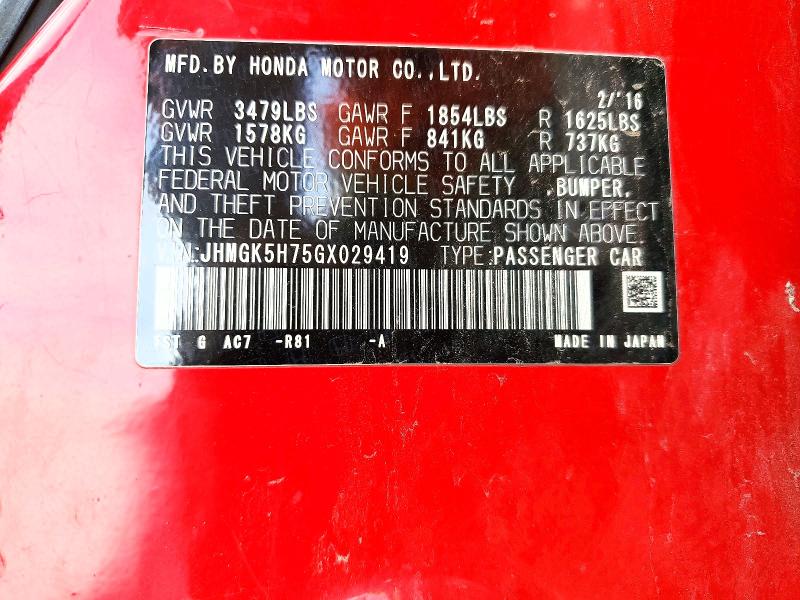 MFD. BY HONDA MOTOR CO., LTD.
2/'16
GVWR 3479LBS GAWR F 1854LBS R 1625LBS
GVWR 1578KG GAWR F 841KG R 737KG
THIS VEHICLE CONFORMS TO ALL APPLICABLE
FEDERAL MOTOR VEHICLE SAFETY ,BUMPER,
AND THEFT PREVENTION STANDARDS IN EFFECT
ON THE DATE OF MANUFACTURE SHOWN ABOVE.
V.I.N:JHMGK5H75GX029419 TYPE:PASSENGER CAR
FST G AC7 -R81 -A MADE IN JAPAN